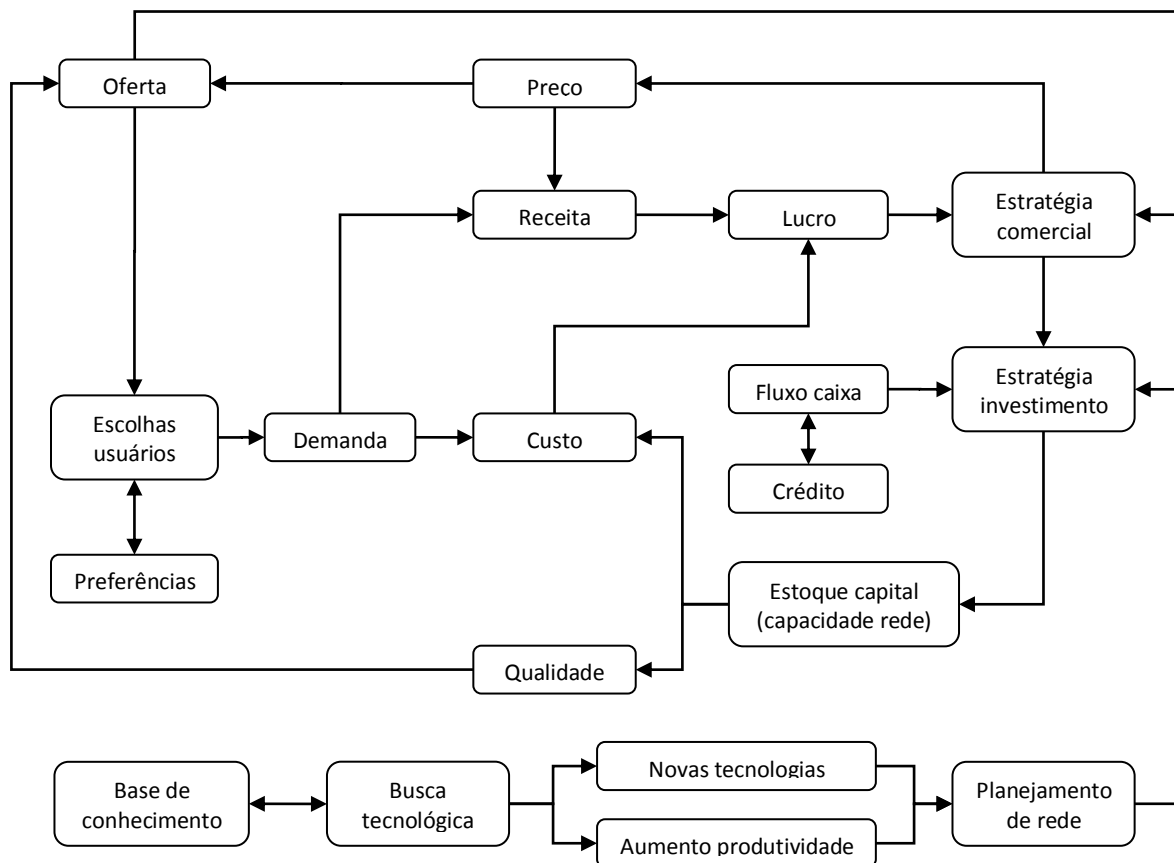 Oferta
Preco
Receita
Lucro
Estratégia
comercial
Fluxo caixa
Estratégia
investimento
Escolhas
usuários
Demanda
Custo
Crédito
Preferências
Estoque capital
(capacidade rede)
Qualidade
Base de
conhecimento
Busca
tecnológica
Novas tecnologias
Aumento produtividade
Planejamento
de rede